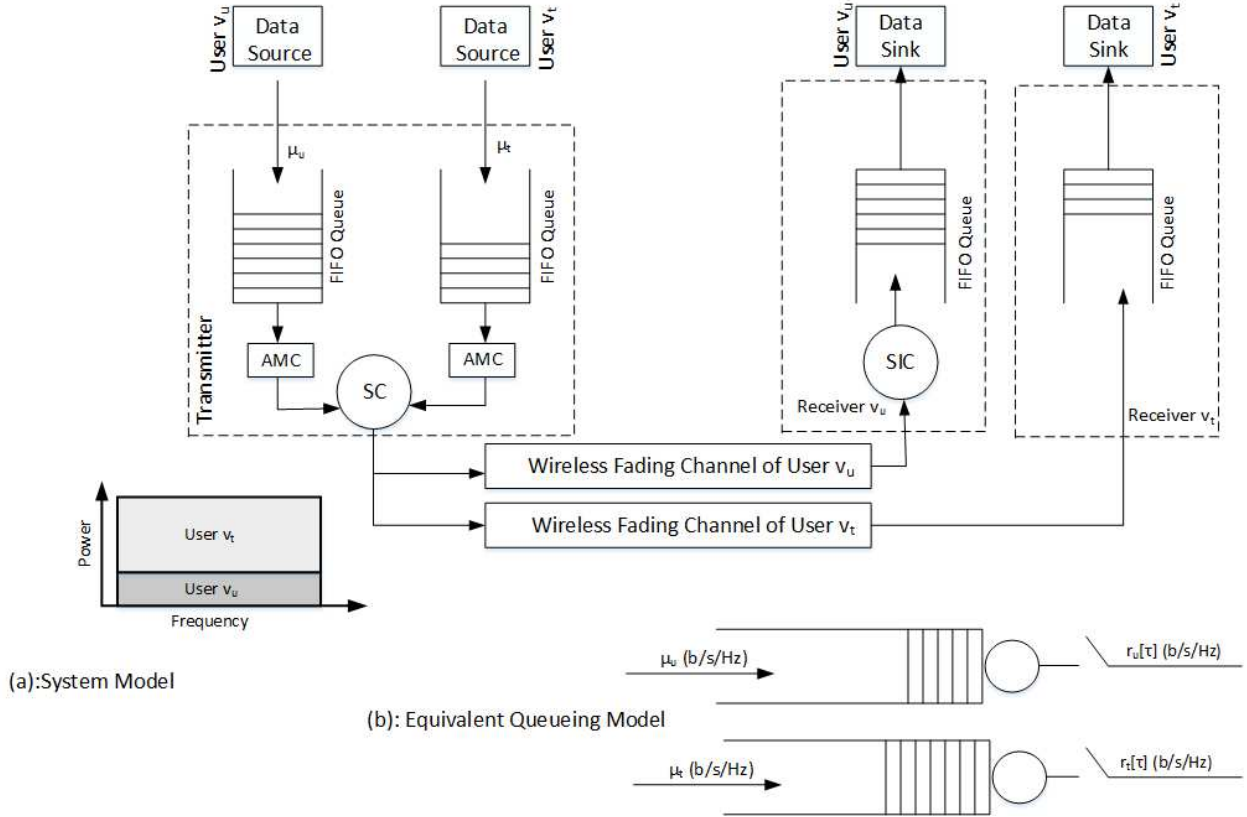 User vu
Data
Source
Data
Source
User vt
User vu
Data
Sink
Data
Sink
User vt
μu
μt
FIFO Queue
FIFO Queue
FIFO Queue
FIFO Queue
Transmitter
AMC
SC
AMC
SIC
Receiver vu
Receiver vt
Wireless Fading Channel of User vu
Wireless Fading Channel of User vt
Power
User vt
User vu
Frequency
(a):System Model
μu (b/s/Hz)
ru[τ] (b/s/Hz)
(b): Equivalent Queueing Model
μt (b/s/Hz)
rt[τ] (b/s/Hz)